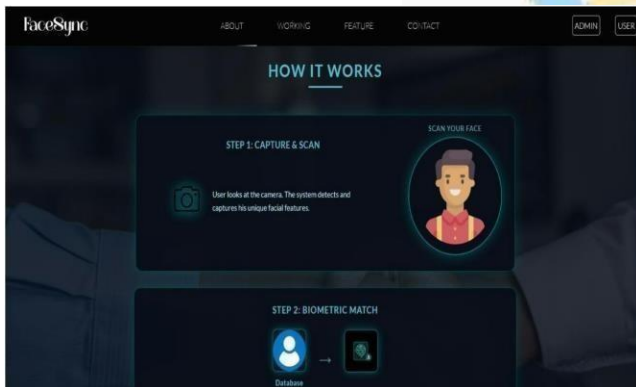 FaceSync
ABOUT WORKING FEATURE CONTACT
ADMIN USER
HOW IT WORKS
SCAN YOUR FACE
STEP 1: CAPTURE & SCAN
User looks at the camera. The system detects and
captures his unique facial features.
STEP 2: BIOMETRIC MATCH
Database